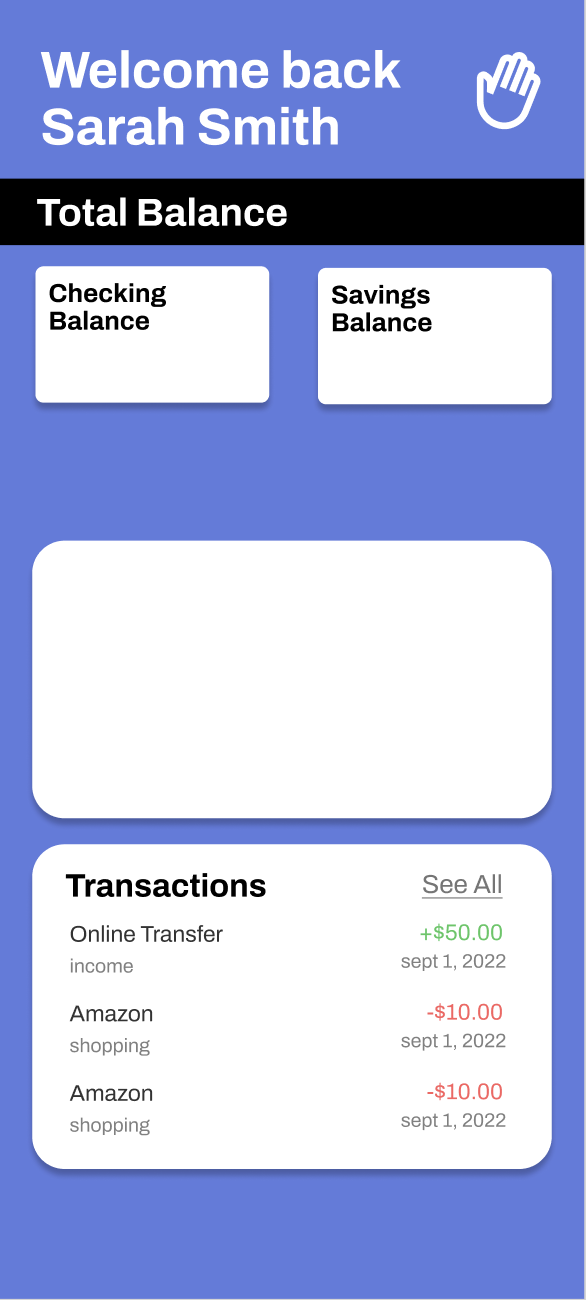 Welcome back
Sarah Smith
Total Balance
Checking
Balance
Savings
Balance
Transactions
See All
Online Transfer
+$50.00
income
sept 1, 2022
Amazon
-$10.00
shopping
sept 1, 2022
Amazon
-$10.00
shopping
sept 1, 2022